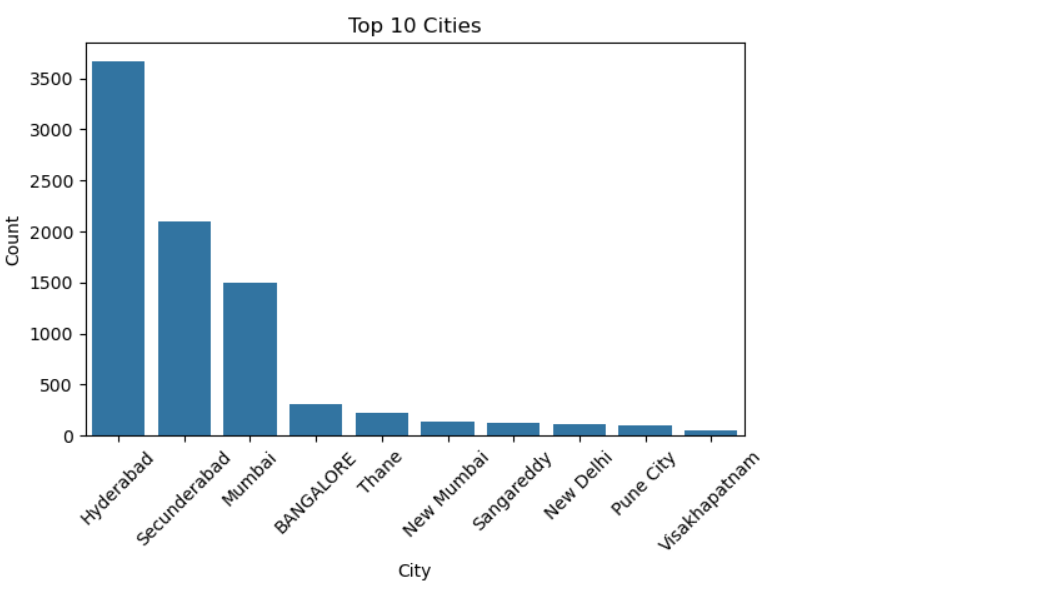 Top 10 Cities
3500
3000
2500
2000
1500
1000
500
0
Count
Hyderabad
Secunderabad
Mumbai
BANGALORE
Thane
New Mumbai
Sangareddy
New Delhi
Pune City
Visakhapatnam
City